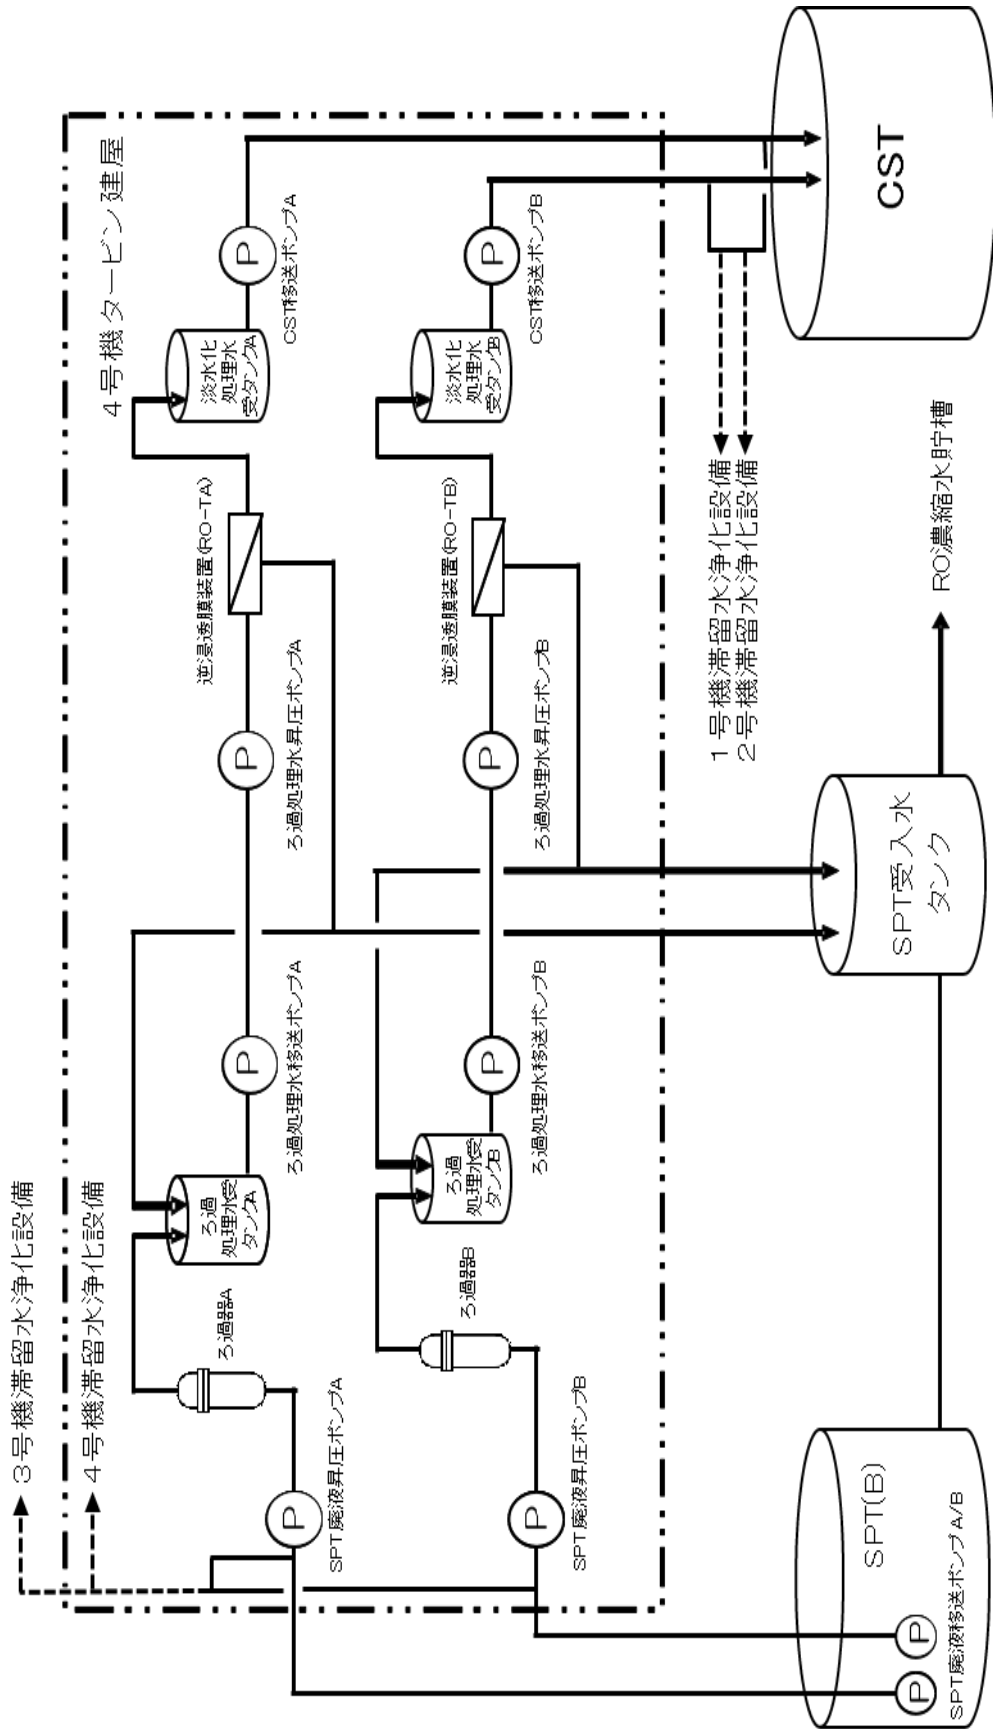 3号機滞留水浄化設備
4号機滞留水浄化設備
4号機タービン建屋
P
SPT廃液昇圧ポンプA
ろ過器A
ろ過
処理水受
タンクA
P
ろ過処理水移送ポンプA
P
ろ過処理水昇圧ポンプA
逆浸透膜装置(RO-TA)
淡水化
処理水
受タンクA
P
CST移送ポンプA
P
SPT廃液昇圧ポンプB
ろ過器B
ろ過
処理水受
タンクB
P
ろ過処理水移送ポンプB
P
ろ過処理水昇圧ポンプB
逆浸透膜装置(RO-TB)
淡水化
処理水
受タンクB
P
CST移送ポンプB
1号機滞留水浄化設備
2号機滞留水浄化設備
SPT(B)
P
P
SPT廃液移送ポンプA/B
SPT受入水
タンク
RO濃縮水貯槽
CST